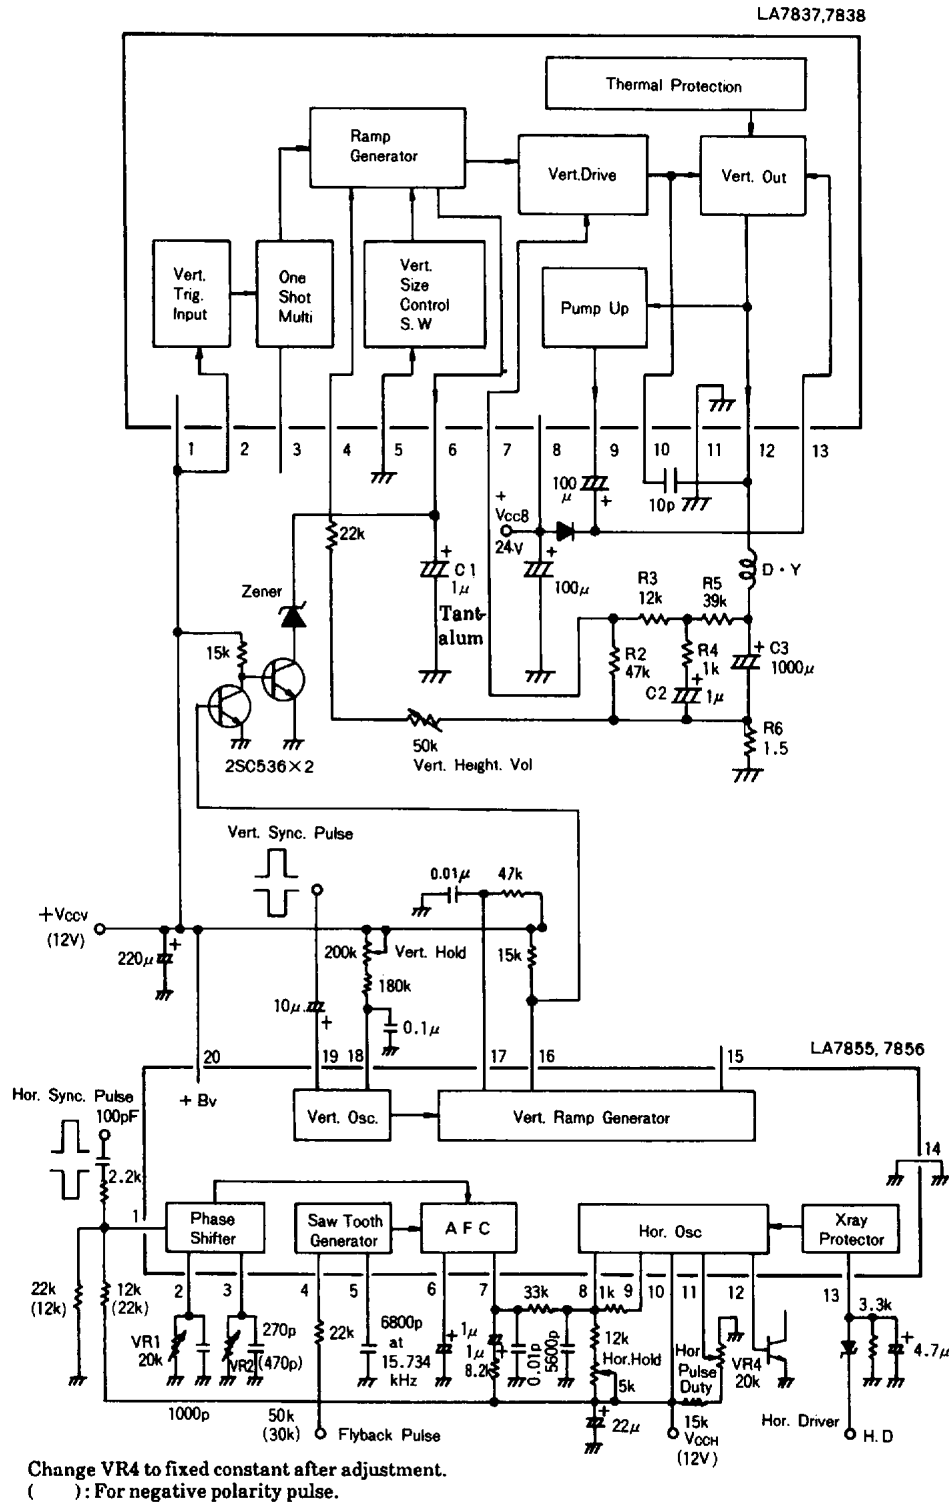 LA7837,7838
Thermal Protection
Ramp
Generator
Vert.Drive
Vert. Out
Vert.
Trig.
Input
One
Shot
Multi
Vert.
Size
Control
S.W
Pump Up
1
2
3
4
5
6
7
8
9
10
11
12
13
100
μ
10p
+
Vcc8
24V
22k
+
C1
1μ
Tant-
alum
+
100μ
+
D・Y
Zener
R3
12k
R5
39k
15k
R2
47k
R4
1k
+
C3
1000μ
C2
+
1μ
R6
1.5
2SC536×2
50k
Vert. Height. Vol
Vert. Sync. Pulse
0.01μ
47k
+Vccv
(12V)
220μ
+
200k
Vert. Hold
15k
180k
10μ
+
0.1μ
20
19
18
17
16
15
LA7855, 7856
Hor. Sync. Pulse
100pF
+ Bv
Vert. Osc.
Vert. Ramp Generator
14
2.2k
1
Phase
Shifter
Saw Tooth
Generator
AFC
Hor. Osc
Xray
Protector
2
3
4
5
6
7
8
9
10
11
12
13
22k
(12k)
12k
(22k)
VR1
20k
VR2
270p
(470p)
22k
6800p
at
15.734
kHz
1μ
+
1μ
+
8.2k
33k
0.01p
5600p
1k
12k
Hor.Hold
5k
Hor
Pulse
Duty
VR4
20k
3.3k
+
4.7μ
1000p
50k
(30k)
Flyback Pulse
+
22μ
15k
VCCH
(12V)
Hor. Driver
H.D
Change VR4 to fixed constant after adjustment.
( ) : For negative polarity pulse.